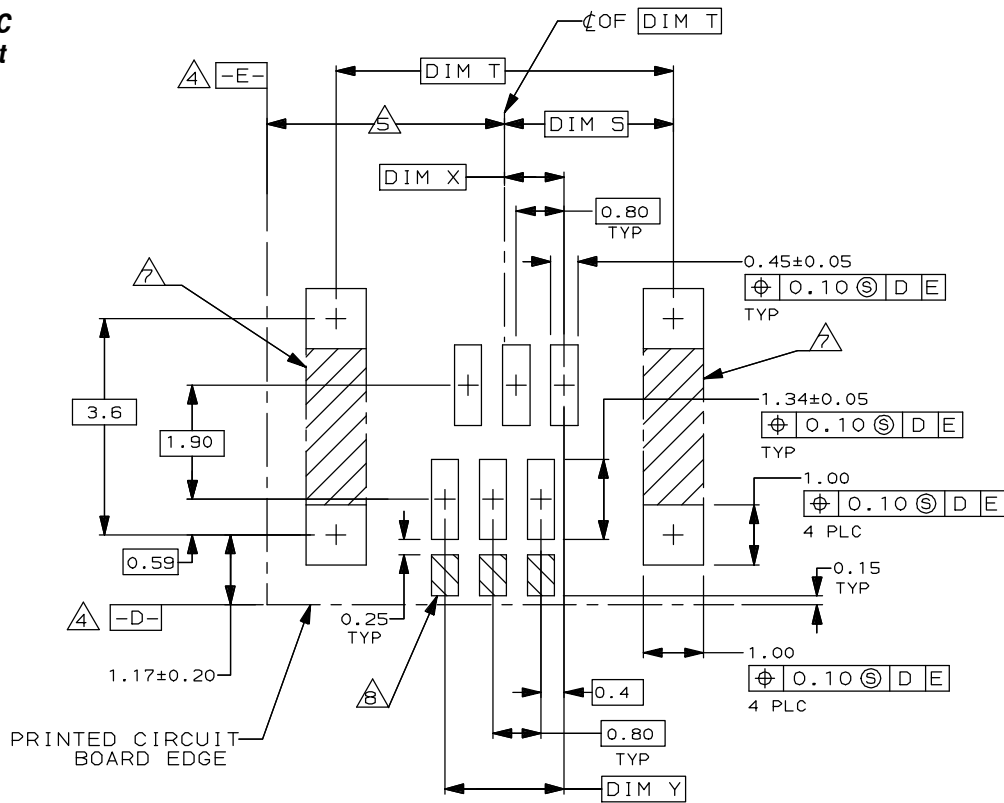 C
t
℄OF DIM T
4 -E-
DIM T
5
DIM S
DIM X
0.80
TYP
0.45±0.05
⌖ 0.10 Ⓢ D E
TYP
7
7
3.6
1.90
1.34±0.05
⌖ 0.10 Ⓢ D E
TYP
1.00
⌖ 0.10 Ⓢ D E
4 PLC
0.59
0.15
TYP
4 -D-
0.25
TYP
1.17±0.20
8
1.00
⌖ 0.10 Ⓢ D E
4 PLC
0.4
PRINTED CIRCUIT
BOARD EDGE
0.80
TYP
DIM Y